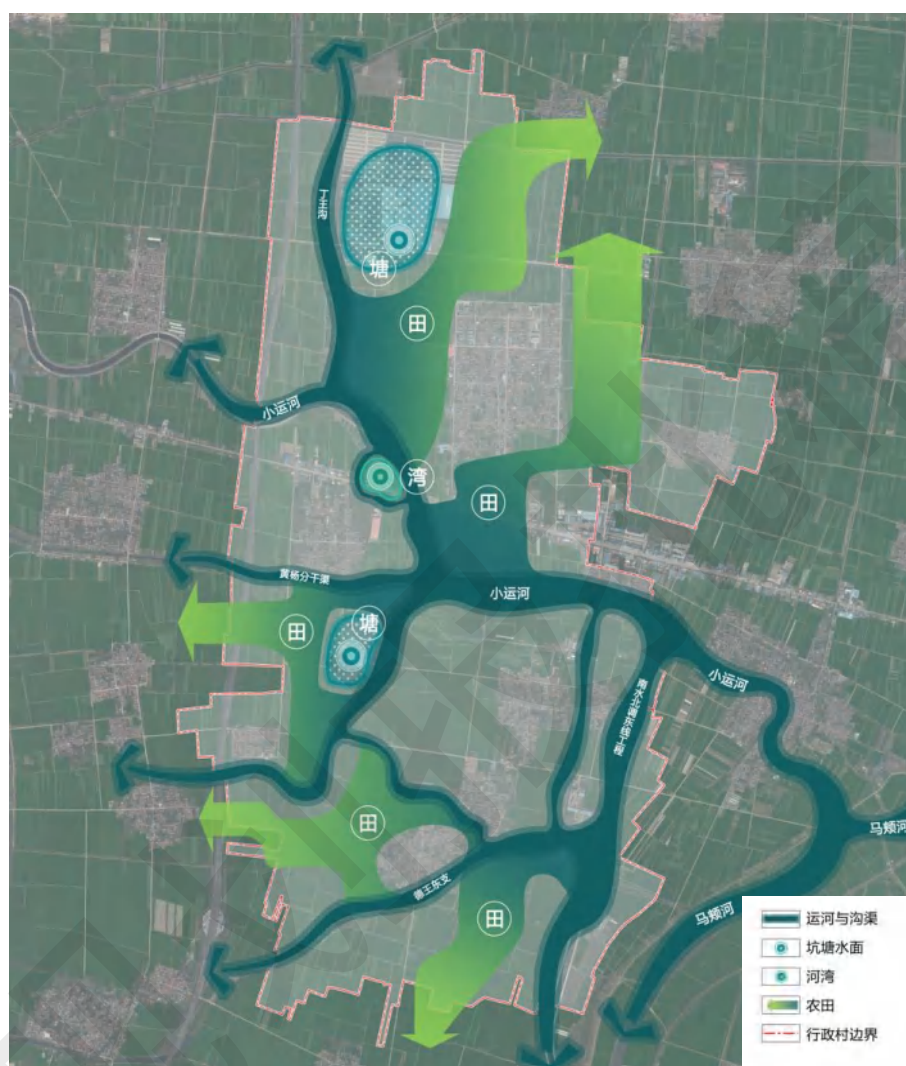 丁王沟
塘
田
小运河
湾
田
黄杨分干渠
小运河
塘
田
小运河
南水北调东线工程
田
马颊河
德王东支
田
马颊河
运河与沟渠
坑塘水面
河湾
农田
行政村边界